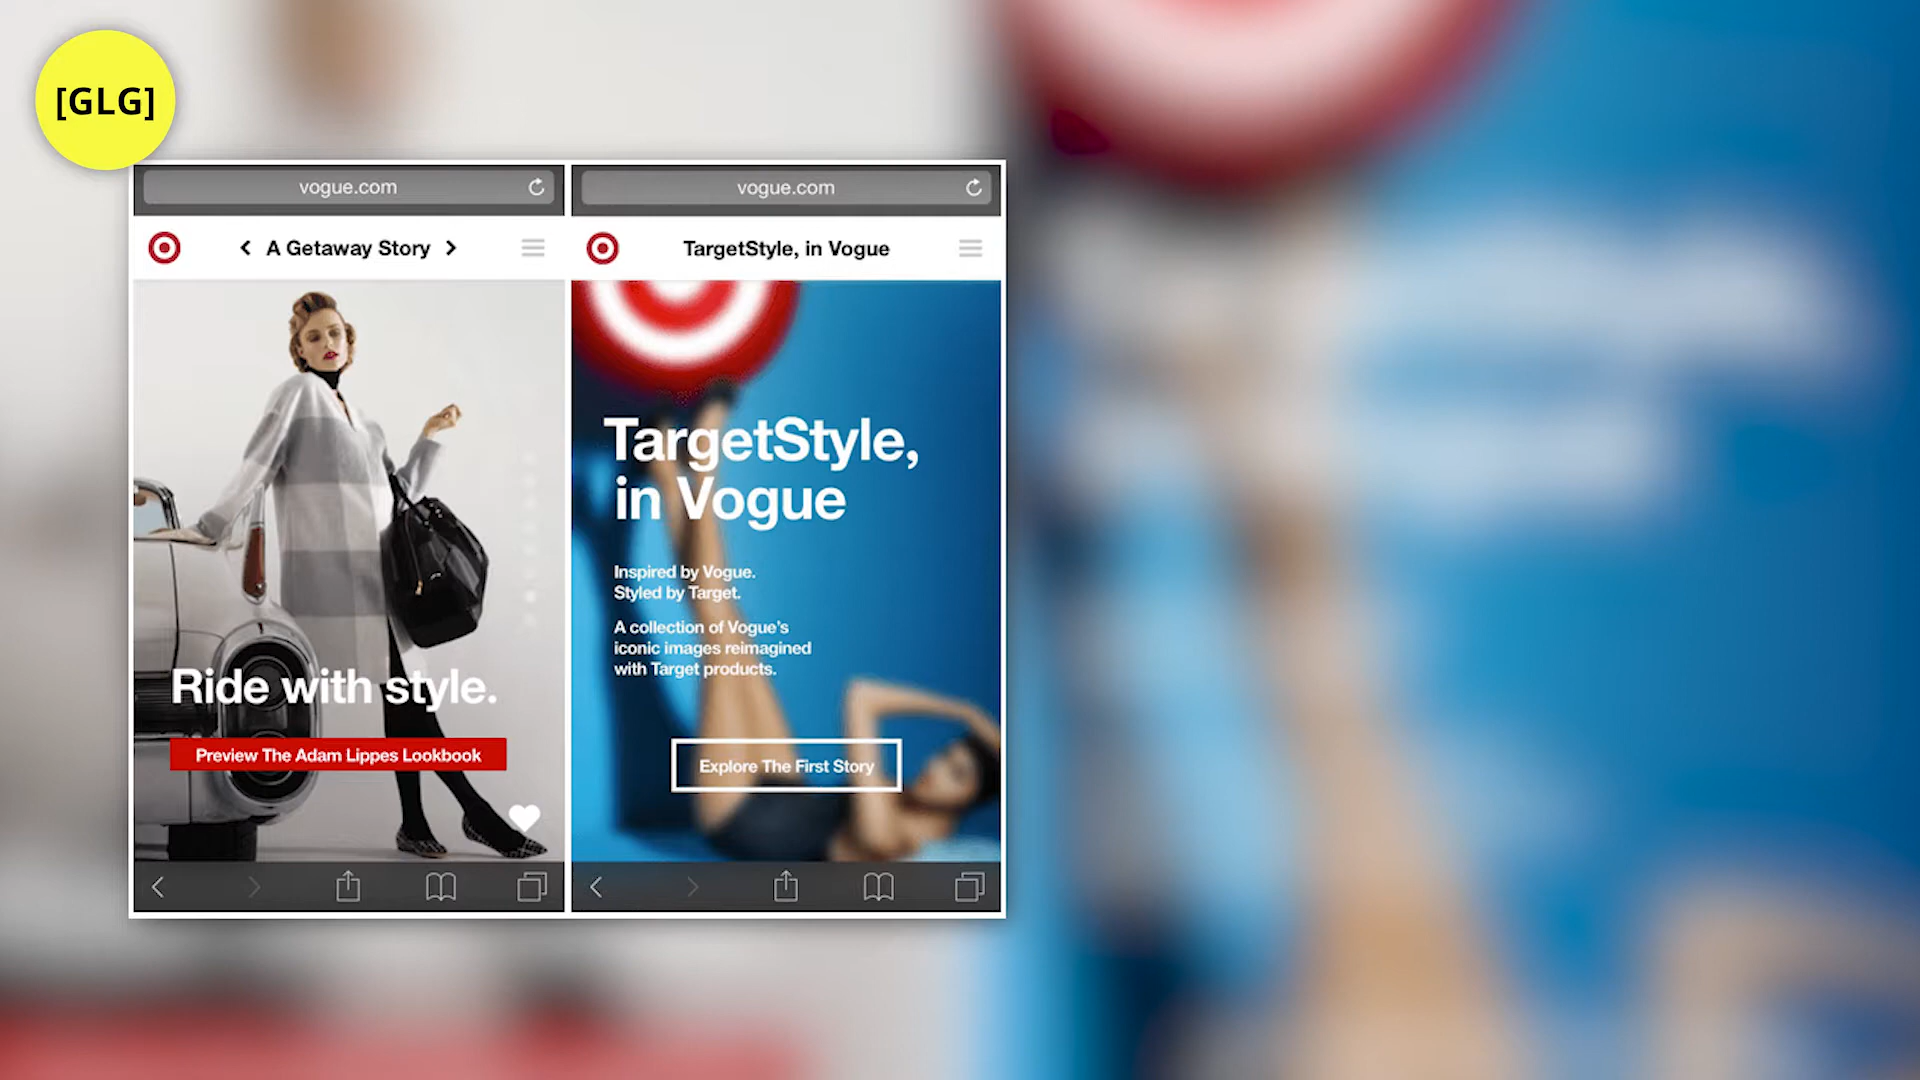 [GLG]
vogue.com
A Getaway Story
Ride with style.
Preview The Adam Lippes Lookbook
vogue.com
TargetStyle, in Vogue
TargetStyle,
in Vogue
Inspired by Vogue.
Styled by Target.
A collection of Vogue's
iconic images reimagined
with Target products.
Explore The First Story